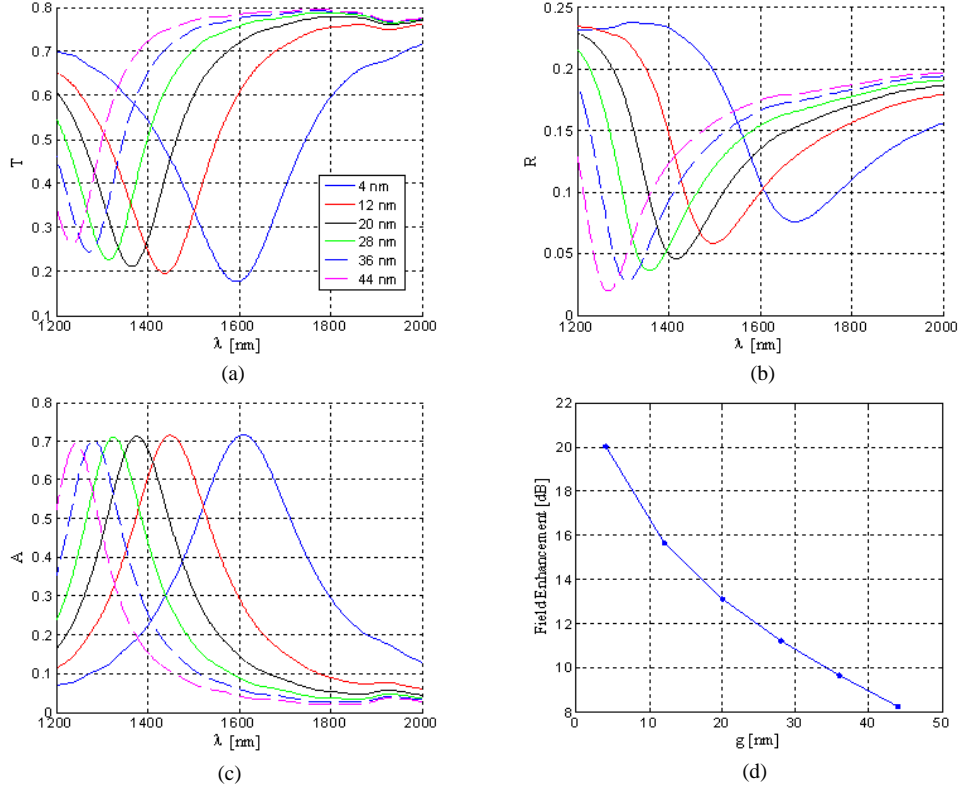 0.8
0.7
0.6
0.5
0.4
0.3
0.2
0.1
T
1200
1400
1600
1800
2000
λ [nm]
4 nm
12 nm
20 nm
28 nm
36 nm
44 nm
(a)
0.25
0.2
0.15
0.1
0.05
0
R
1200
1400
1600
1800
2000
λ [nm]
(b)
0.8
0.7
0.6
0.5
0.4
0.3
0.2
0.1
0
A
1200
1400
1600
1800
2000
λ [nm]
(c)
22
20
18
16
14
12
10
8
Field Enhancement [dB]
0
10
20
30
40
50
g [nm]
(d)